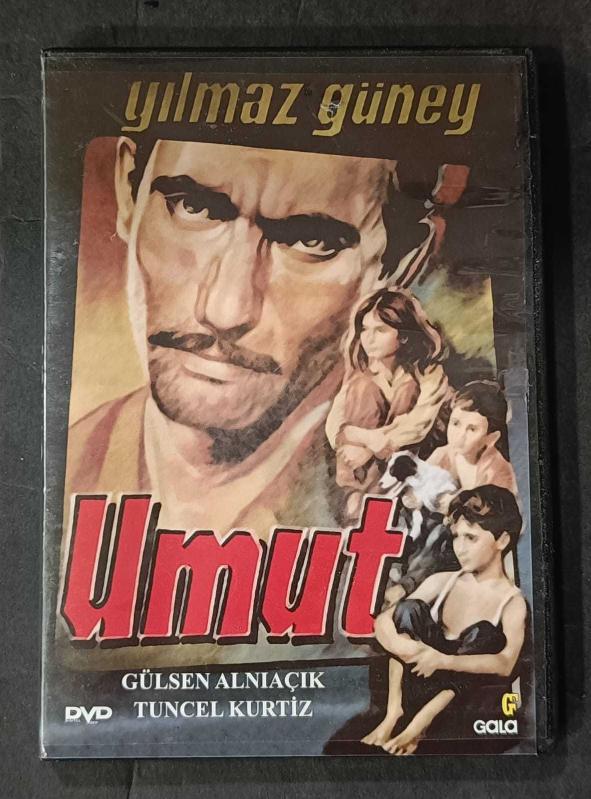 yılmaz güney
Umut
GÜLSEN ALNIAÇIK
TUNCEL KURTİZ
DVD
G
GALA